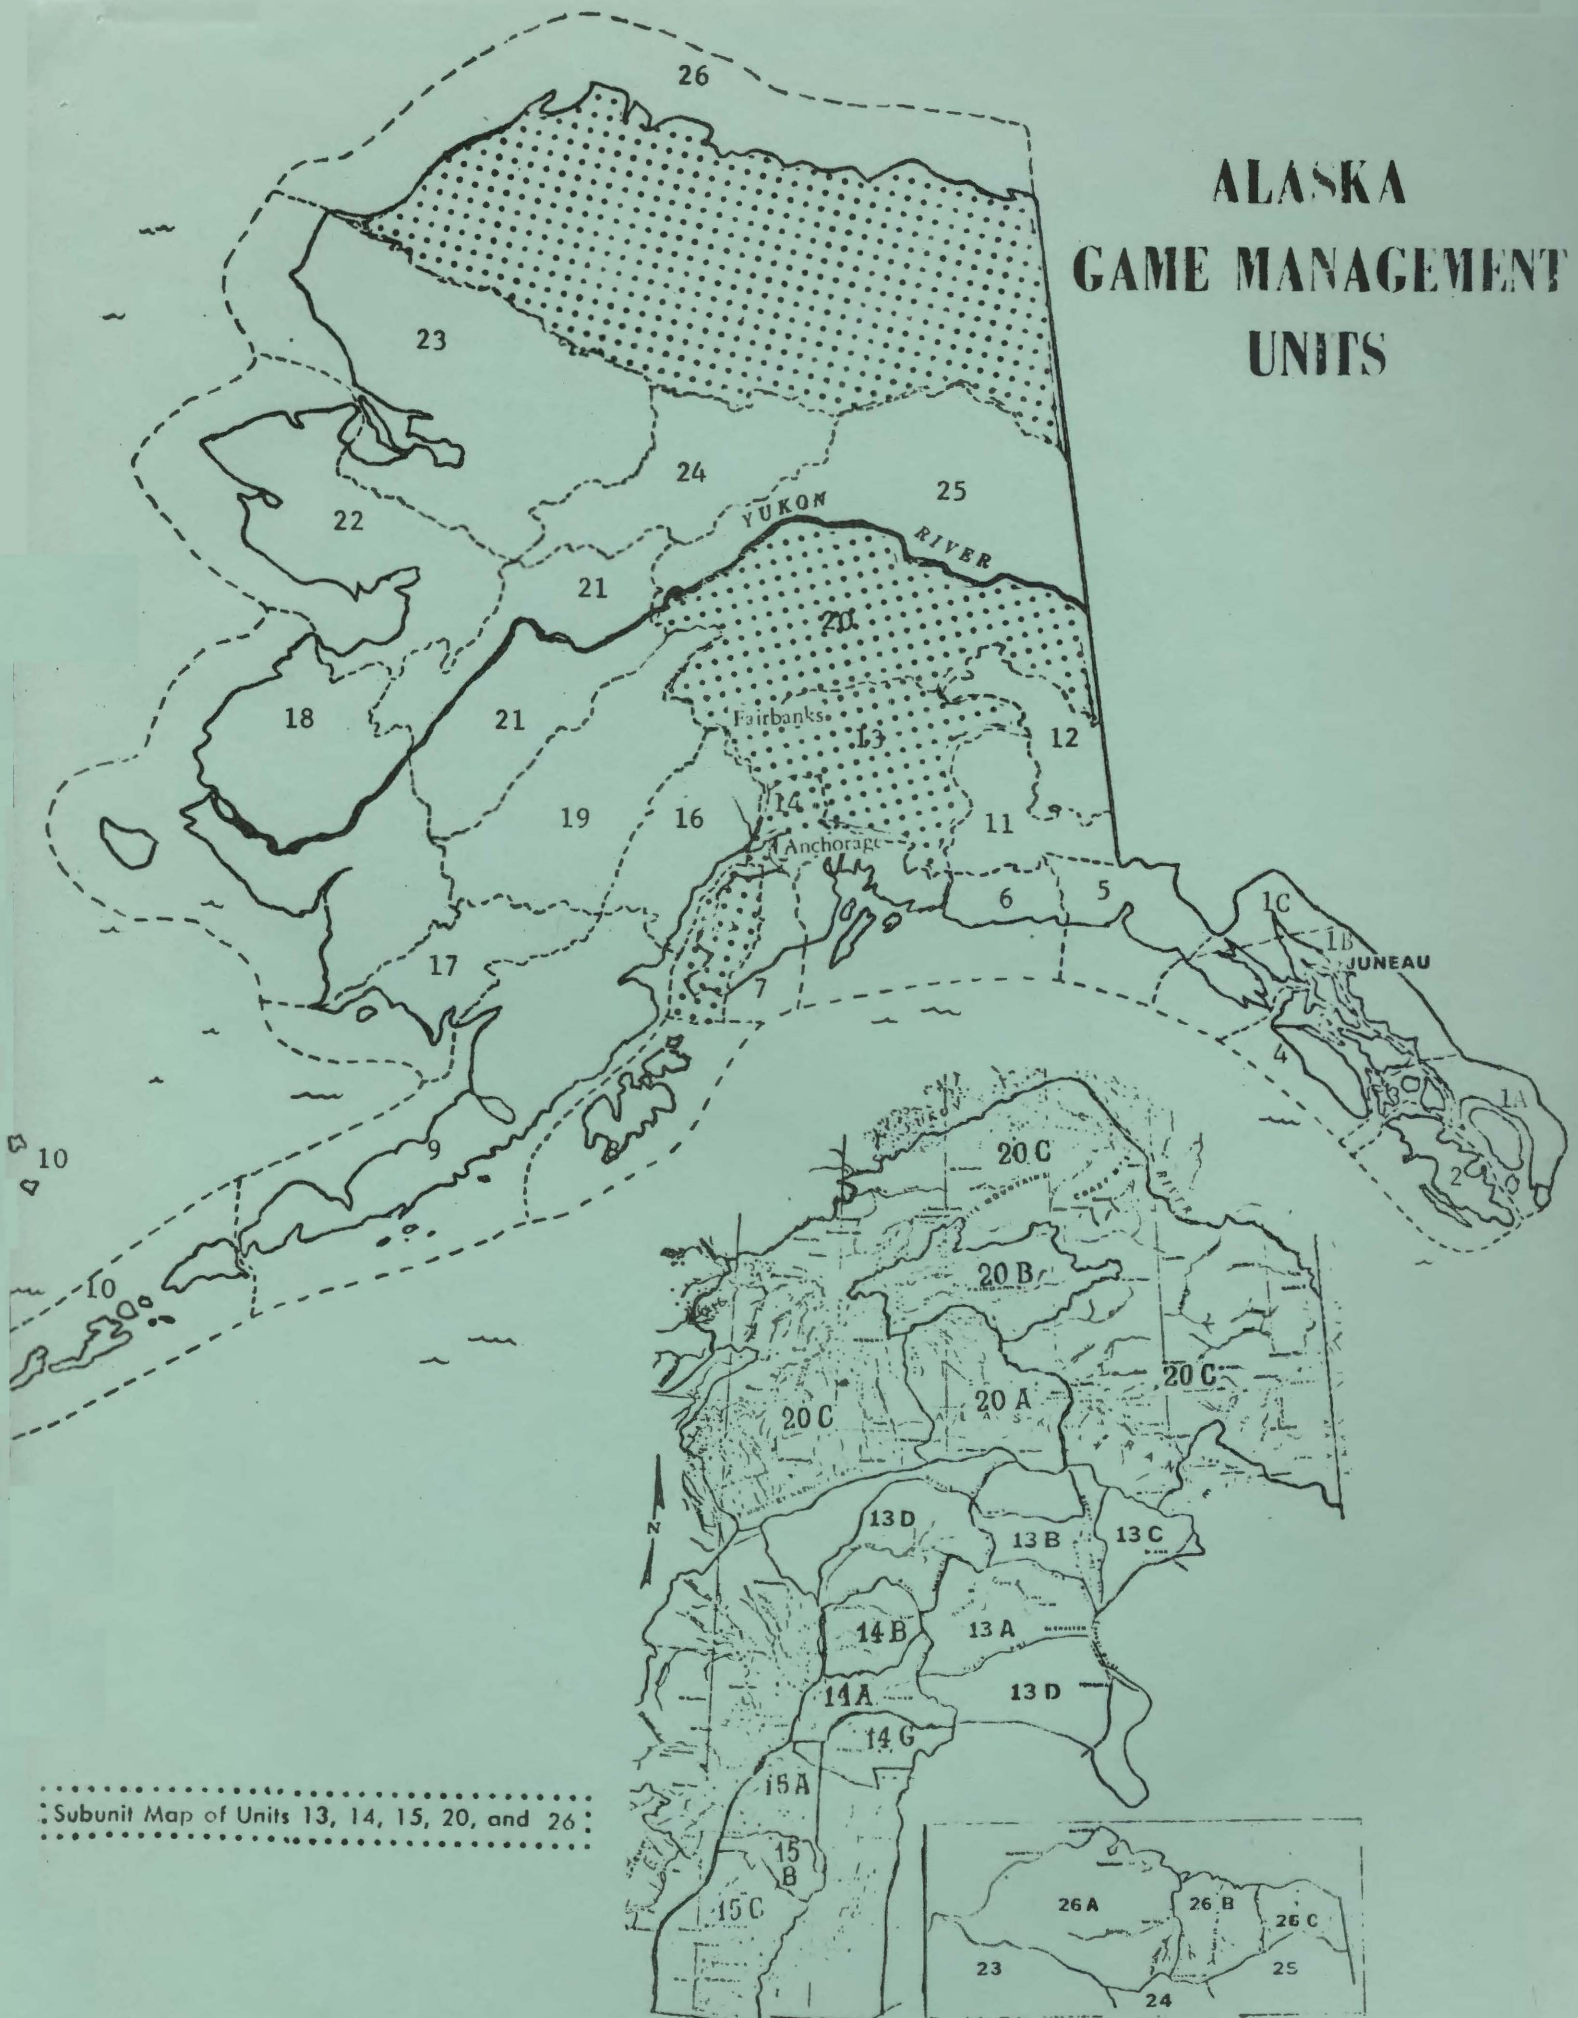 ALASKA
GAME MANAGEMENT
UNITS
26
23
24
25
22
YUKON
RIVER
21
20
18
21
Fairbanks
13
12
19
16
14
11
Anchorage
6
5
1C
1B
JUNEAU
17
7
4
3
1A
10
9
8
2
10
20 C
RIVER
20 B
20 C
20 A
20 C
N
13 D
13 B
13 C
14 B
13 A
14 A
13 D
14 G
15 A
Subunit Map of Units 13, 14, 15, 20, and 26
15
B
15 C
26 A
26 B
26 C
23
25
24